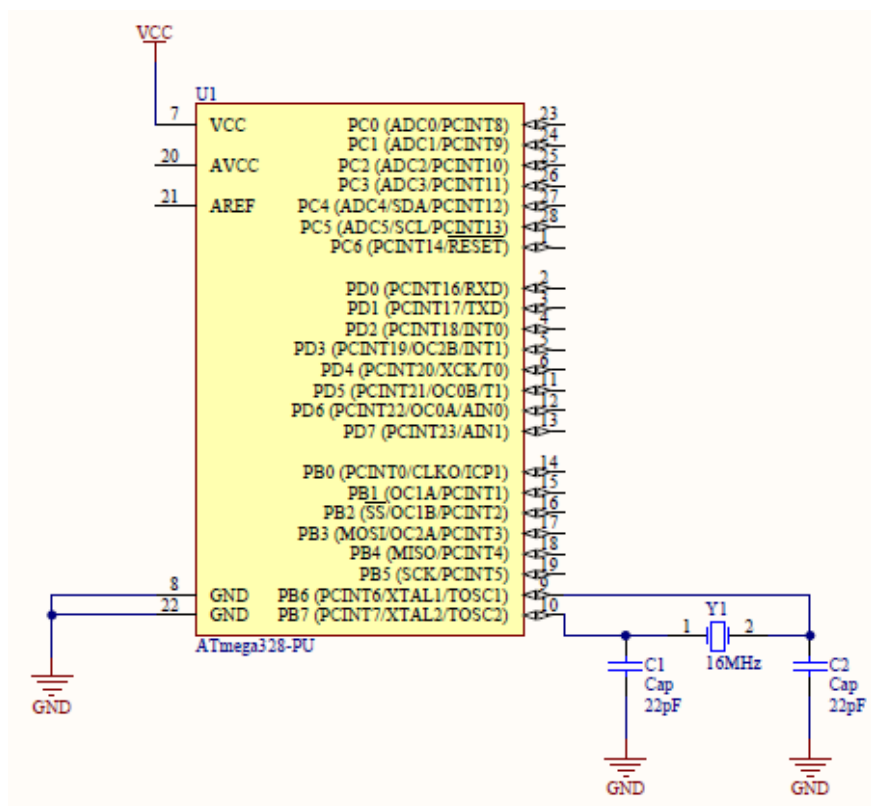 VCC
U1
7 VCC PC0 (ADC0/PCINT8) 23
PC1 (ADC1/PCINT9) 24
20 AVCC PC2 (ADC2/PCINT10) 25
PC3 (ADC3/PCINT11) 26
21 AREF PC4 (ADC4/SDA/PCINT12) 27
PC5 (ADC5/SCL/PCINT13) 28
PC6 (PCINT14/RESET) 1
PD0 (PCINT16/RXD) 2
PD1 (PCINT17/TXD) 3
PD2 (PCINT18/INT0) 4
PD3 (PCINT19/OC2B/INT1) 5
PD4 (PCINT20/XCK/T0) 6
PD5 (PCINT21/OC0B/T1) 11
PD6 (PCINT22/OC0A/AIN0) 12
PD7 (PCINT23/AIN1) 13
PB0 (PCINT0/CLKO/ICP1) 14
PB1 (OC1A/PCINT1) 15
PB2 (SS/OC1B/PCINT2) 16
PB3 (MOSI/OC2A/PCINT3) 17
PB4 (MISO/PCINT4) 18
PB5 (SCK/PCINT5) 19
8 GND PB6 (PCINT6/XTAL1/TOSC1) 9
22 GND PB7 (PCINT7/XTAL2/TOSC2) 10
ATmega328-PU
Y1
1 2
16MHz
C1
Cap
22pF
C2
Cap
22pF
GND
GND
GND